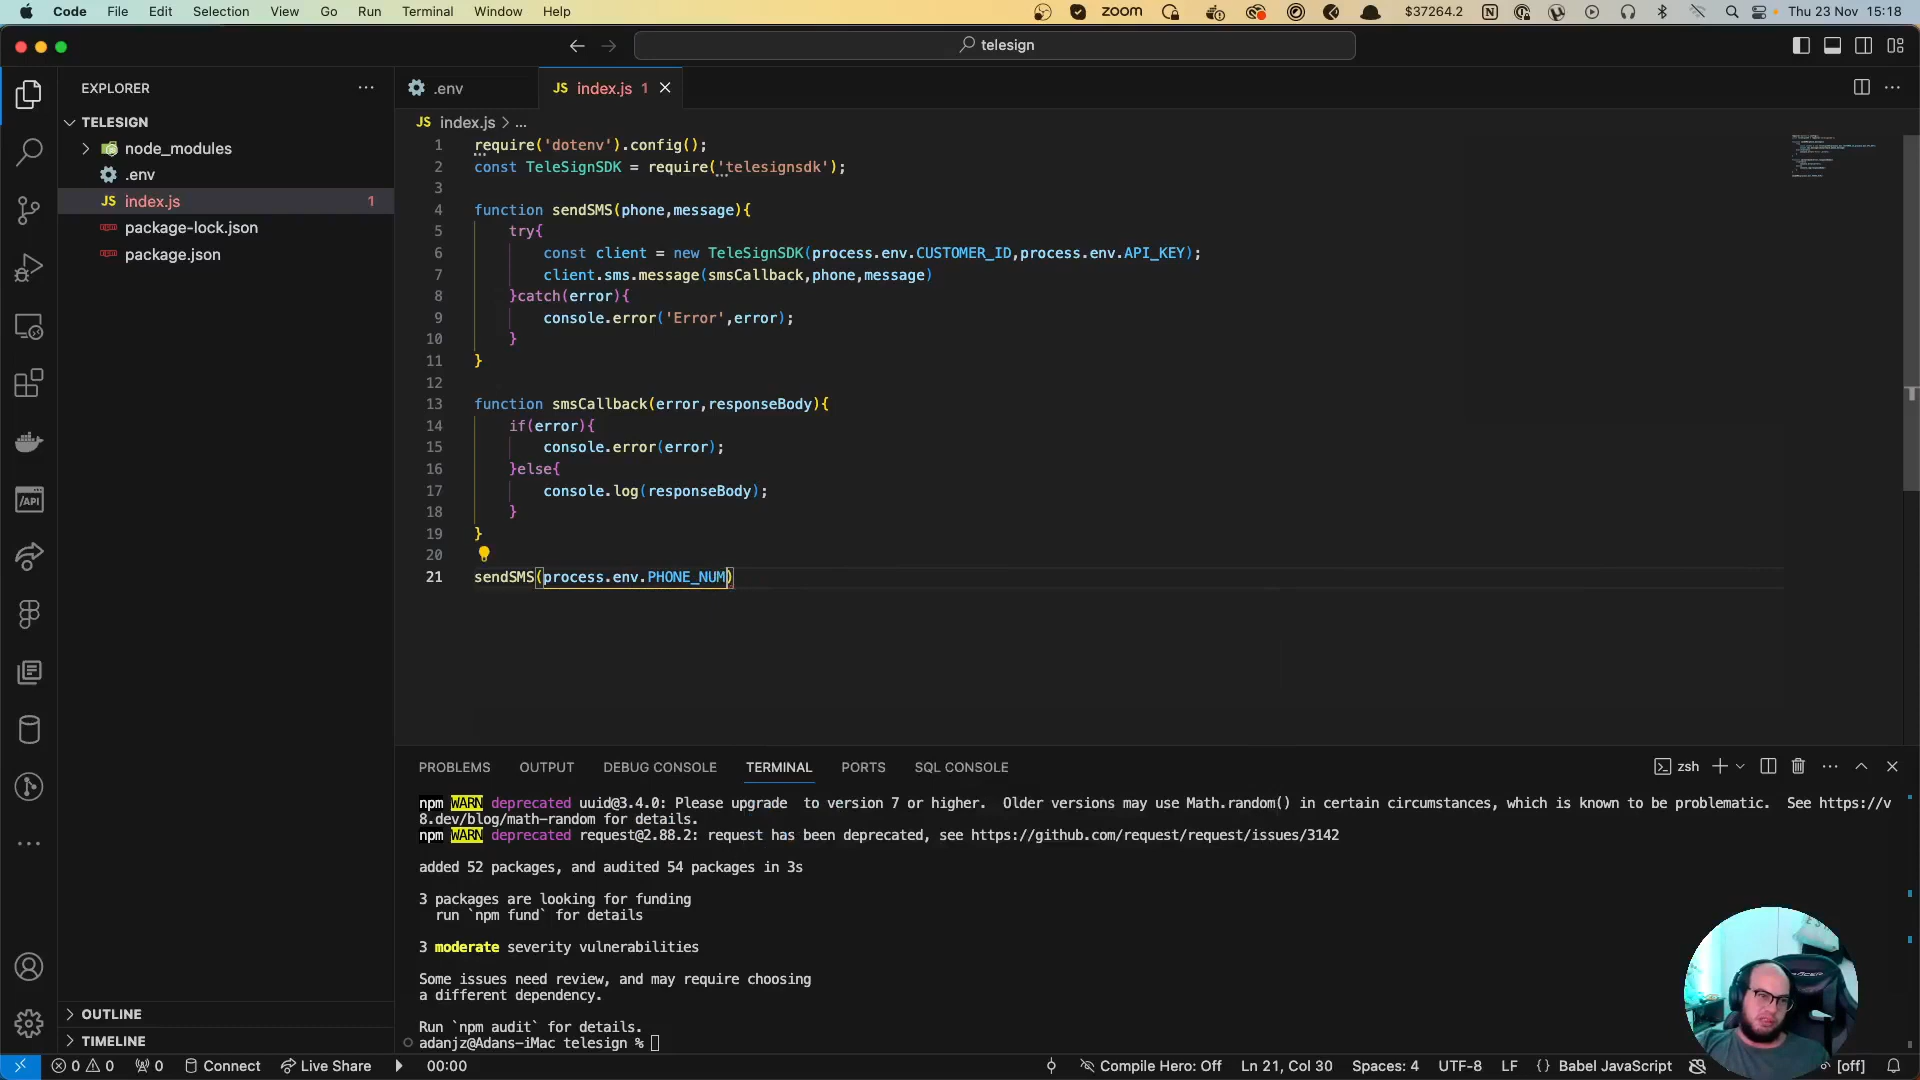 Code File Edit Selection View Go Run Terminal Window Help zoom $37264.2 Thu 23 Nov 15:18
telesign
EXPLORER
TELESIGN
node_modules
.env
JS index.js 1
package-lock.json
package.json
OUTLINE
TIMELINE
.env JS index.js 1
JS index.js > ...
1 require('dotenv').config();
2 const TeleSignSDK = require('telesignsdk');
3
4 function sendSMS(phone,message){
5 try{
6 const client = new TeleSignSDK(process.env.CUSTOMER_ID,process.env.API_KEY);
7 client.sms.message(smsCallback,phone,message)
8 }catch(error){
9 console.error('Error',error);
10 }
11 }
12
13 function smsCallback(error,responseBody){
14 if(error){
15 console.error(error);
16 }else{
17 console.log(responseBody);
18 }
19 }
20
21 sendSMS(process.env.PHONE_NUM)
PROBLEMS OUTPUT DEBUG CONSOLE TERMINAL PORTS SQL CONSOLE zsh
npm WARN deprecated uuid@3.4.0: Please upgrade  to version 7 or higher.  Older versions may use Math.random() in certain circumstances, which is known to be problematic.  See https://v
8.dev/blog/math-random for details.
npm WARN deprecated request@2.88.2: request has been deprecated, see https://github.com/request/request/issues/3142
added 52 packages, and audited 54 packages in 3s
3 packages are looking for funding
run `npm fund` for details
3 moderate severity vulnerabilities
Some issues need review, and may require choosing
a different dependency.
Run `npm audit` for details.
adanjz@Adans-iMac telesign %
0 0 0 Connect Live Share 00:00 Compile Hero: Off Ln 21, Col 30 Spaces: 4 UTF-8 LF {} Babel JavaScript [off]